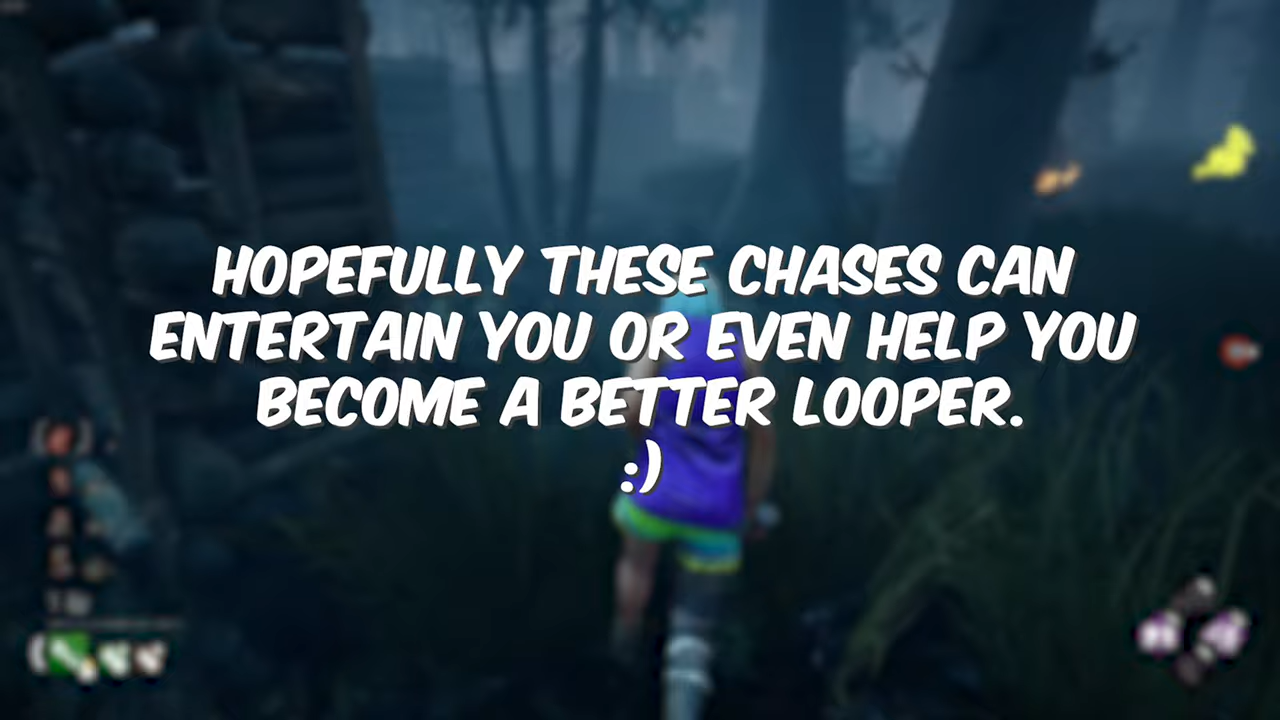 HOPEFULLY THESE CHASES CAN
ENTERTAIN YOU OR EVEN HELP YOU
BECOME A BETTER LOOPER.
:)